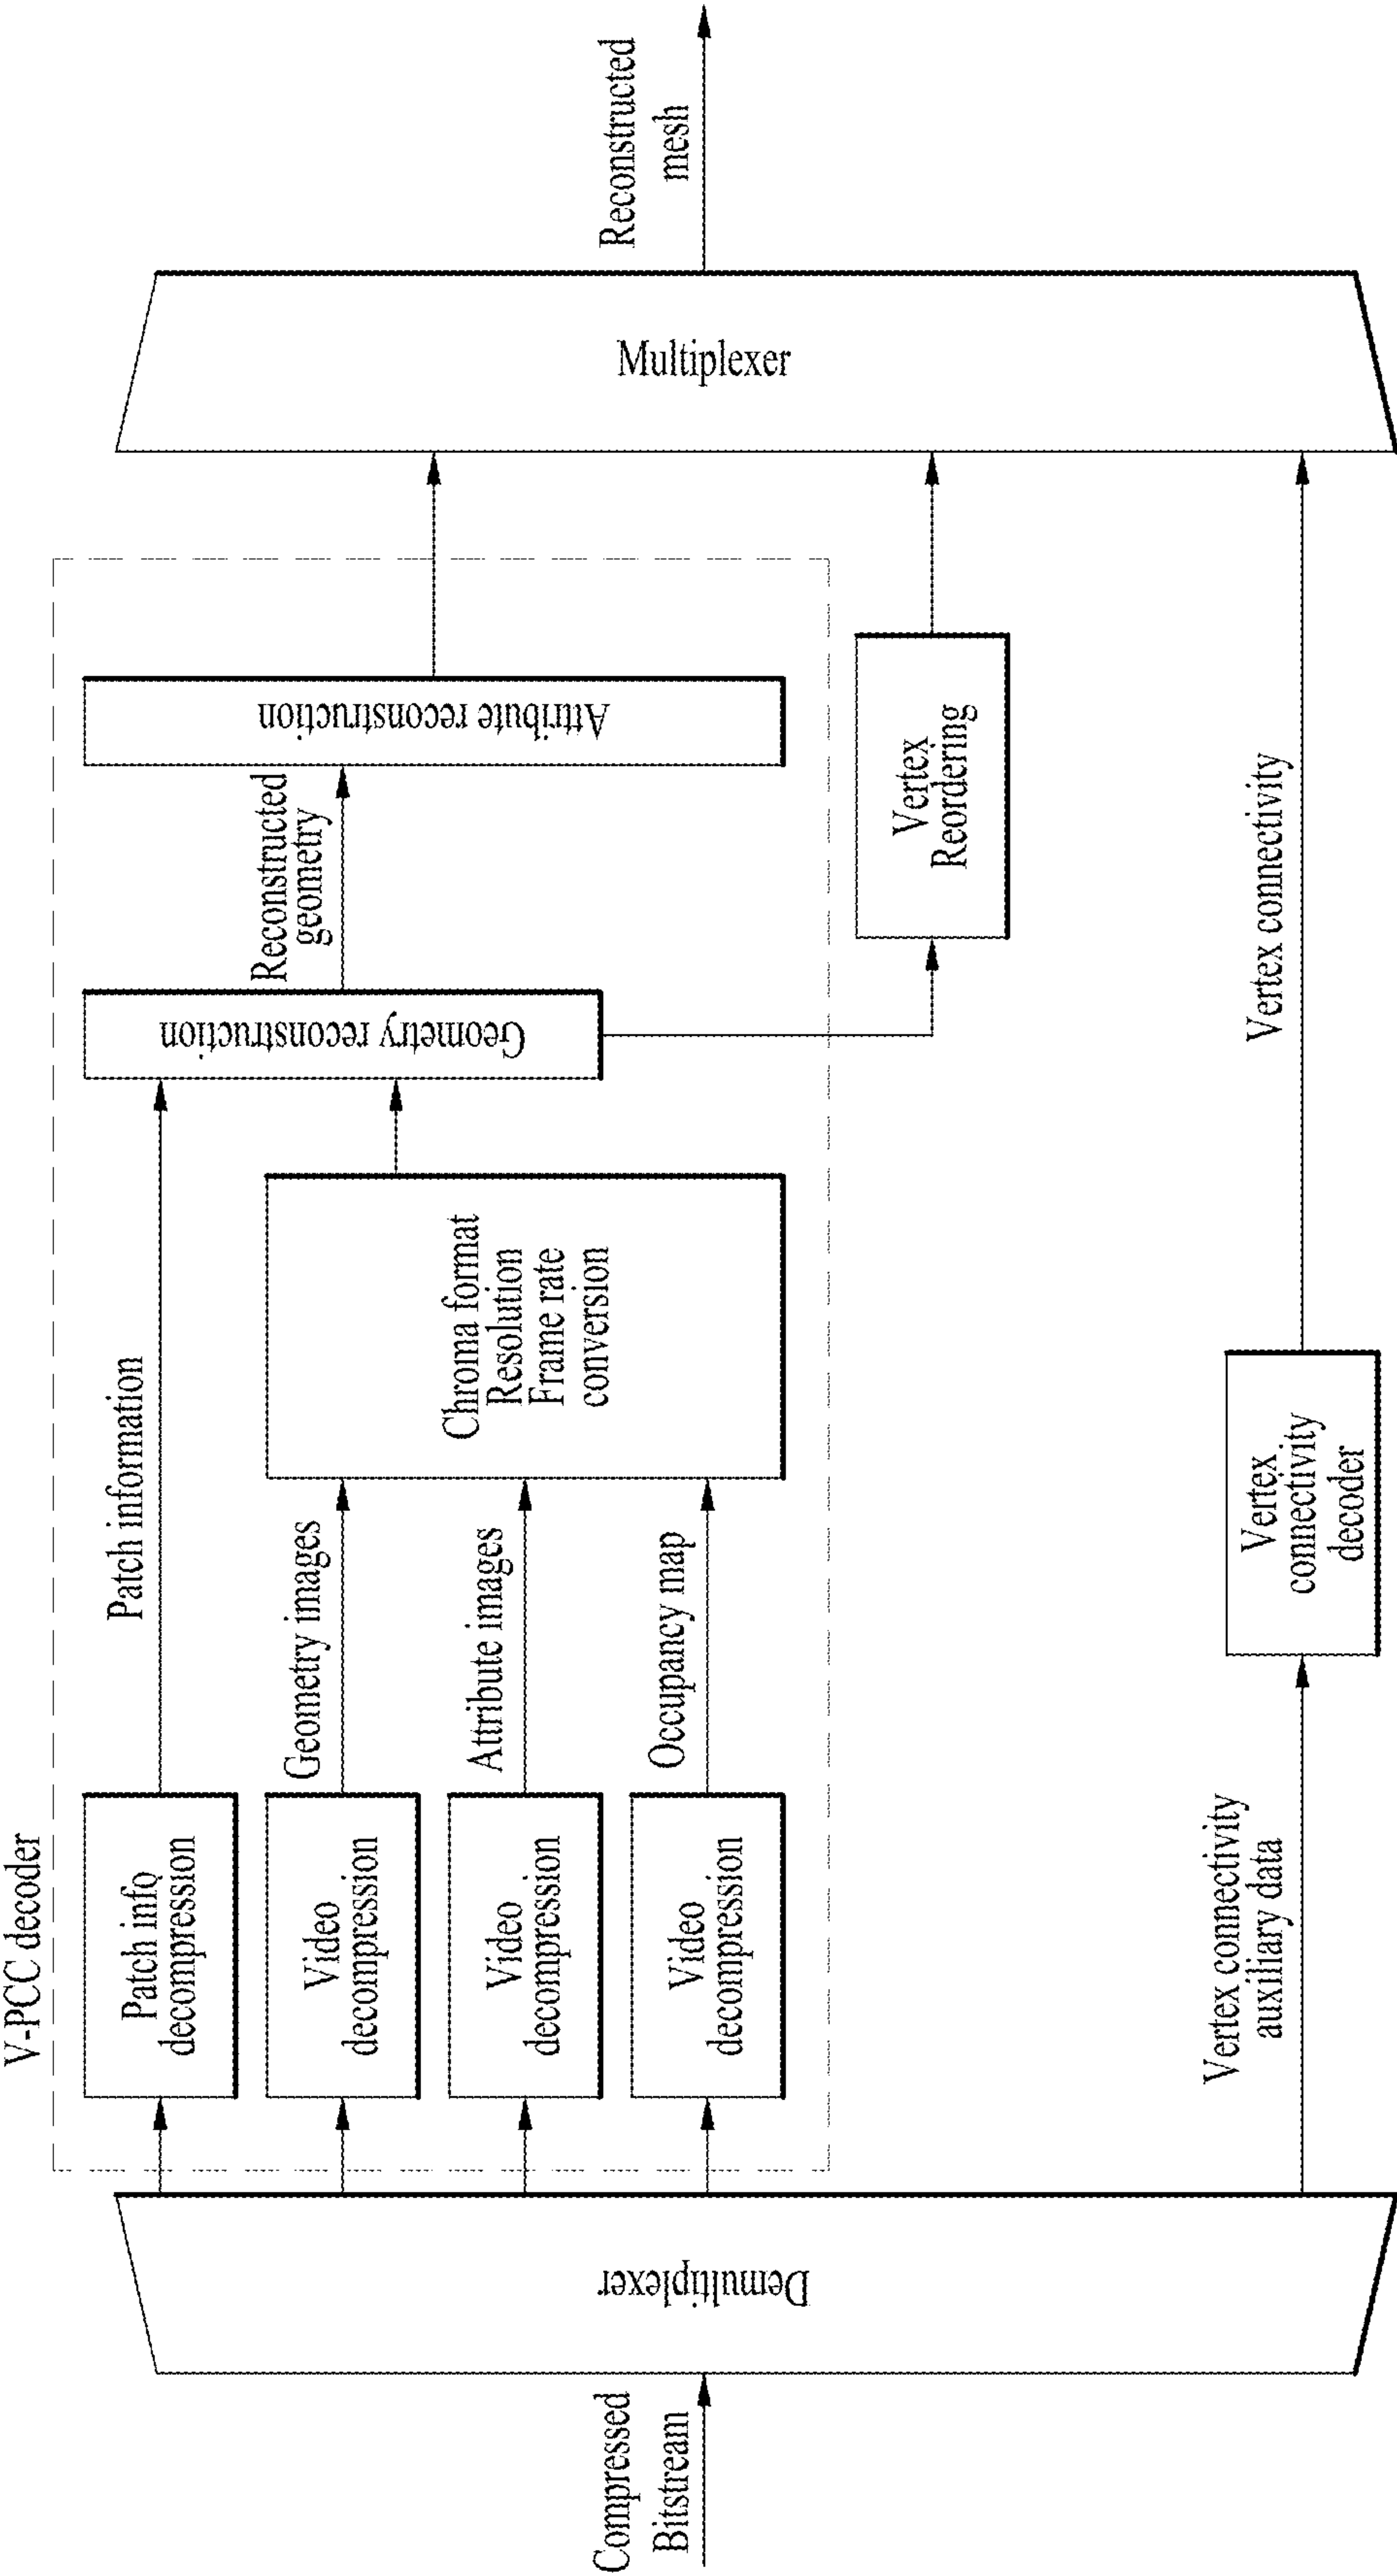 V-PCC decoder
Compressed
Bitstream
Demultiplexer
Patch info
decompression
Video
decompression
Video
decompression
Video
decompression
Patch information
Geometry images
Attribute images
Occupancy map
Chroma format
Resolution
Frame rate
conversion
Geometry reconstruction
Reconstructed
geometry
Attribute reconstruction
Vertex
Reordering
Vertex connectivity
auxiliary data
Vertex
connectivity
decoder
Vertex connectivity
Multiplexer
Reconstructed
mesh